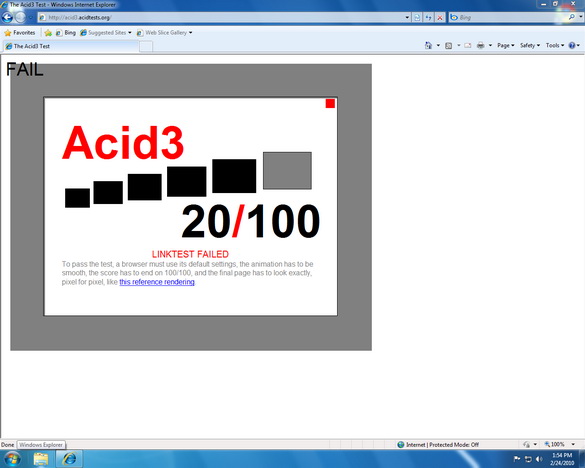 The Acid3 Test - Windows Internet Explorer
http://acid3.acidtests.org/
Bing
Favorites Bing Suggested Sites Web Slice Gallery
The Acid3 Test
Page Safety Tools
FAIL
Acid3
20/100
LINKTEST FAILED
To pass the test, a browser must use its default settings, the animation has to be
smooth, the score has to end on 100/100, and the final page has to look exactly,
pixel for pixel, like this reference rendering.
Done
Windows Explorer
Internet | Protected Mode: Off
100%
1:54 PM
2/24/2010